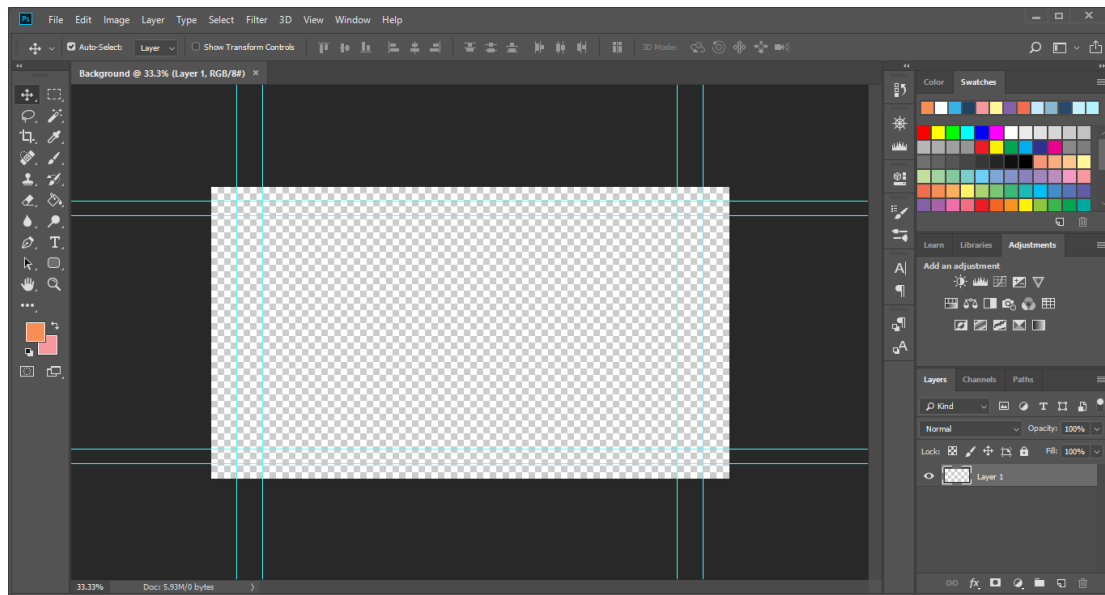 Ps File Edit Image Layer Type Select Filter 3D View Window Help
Auto-Select: Layer Show Transform Controls 3D Mode:
Background @ 33.3% (Layer 1, RGB/8#) ×
Color Swatches
Learn Libraries Adjustments
Add an adjustment
Layers Channels Paths
Kind
Normal Opacity: 100%
Lock: Fill: 100%
Layer 1
fx
33.33% Doc: 5.93M/0 bytes